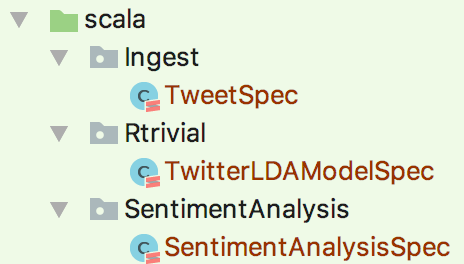 scala
Ingest
TweetSpec
Rtrivial
TwitterLDAModelSpec
SentimentAnalysis
SentimentAnalysisSpec